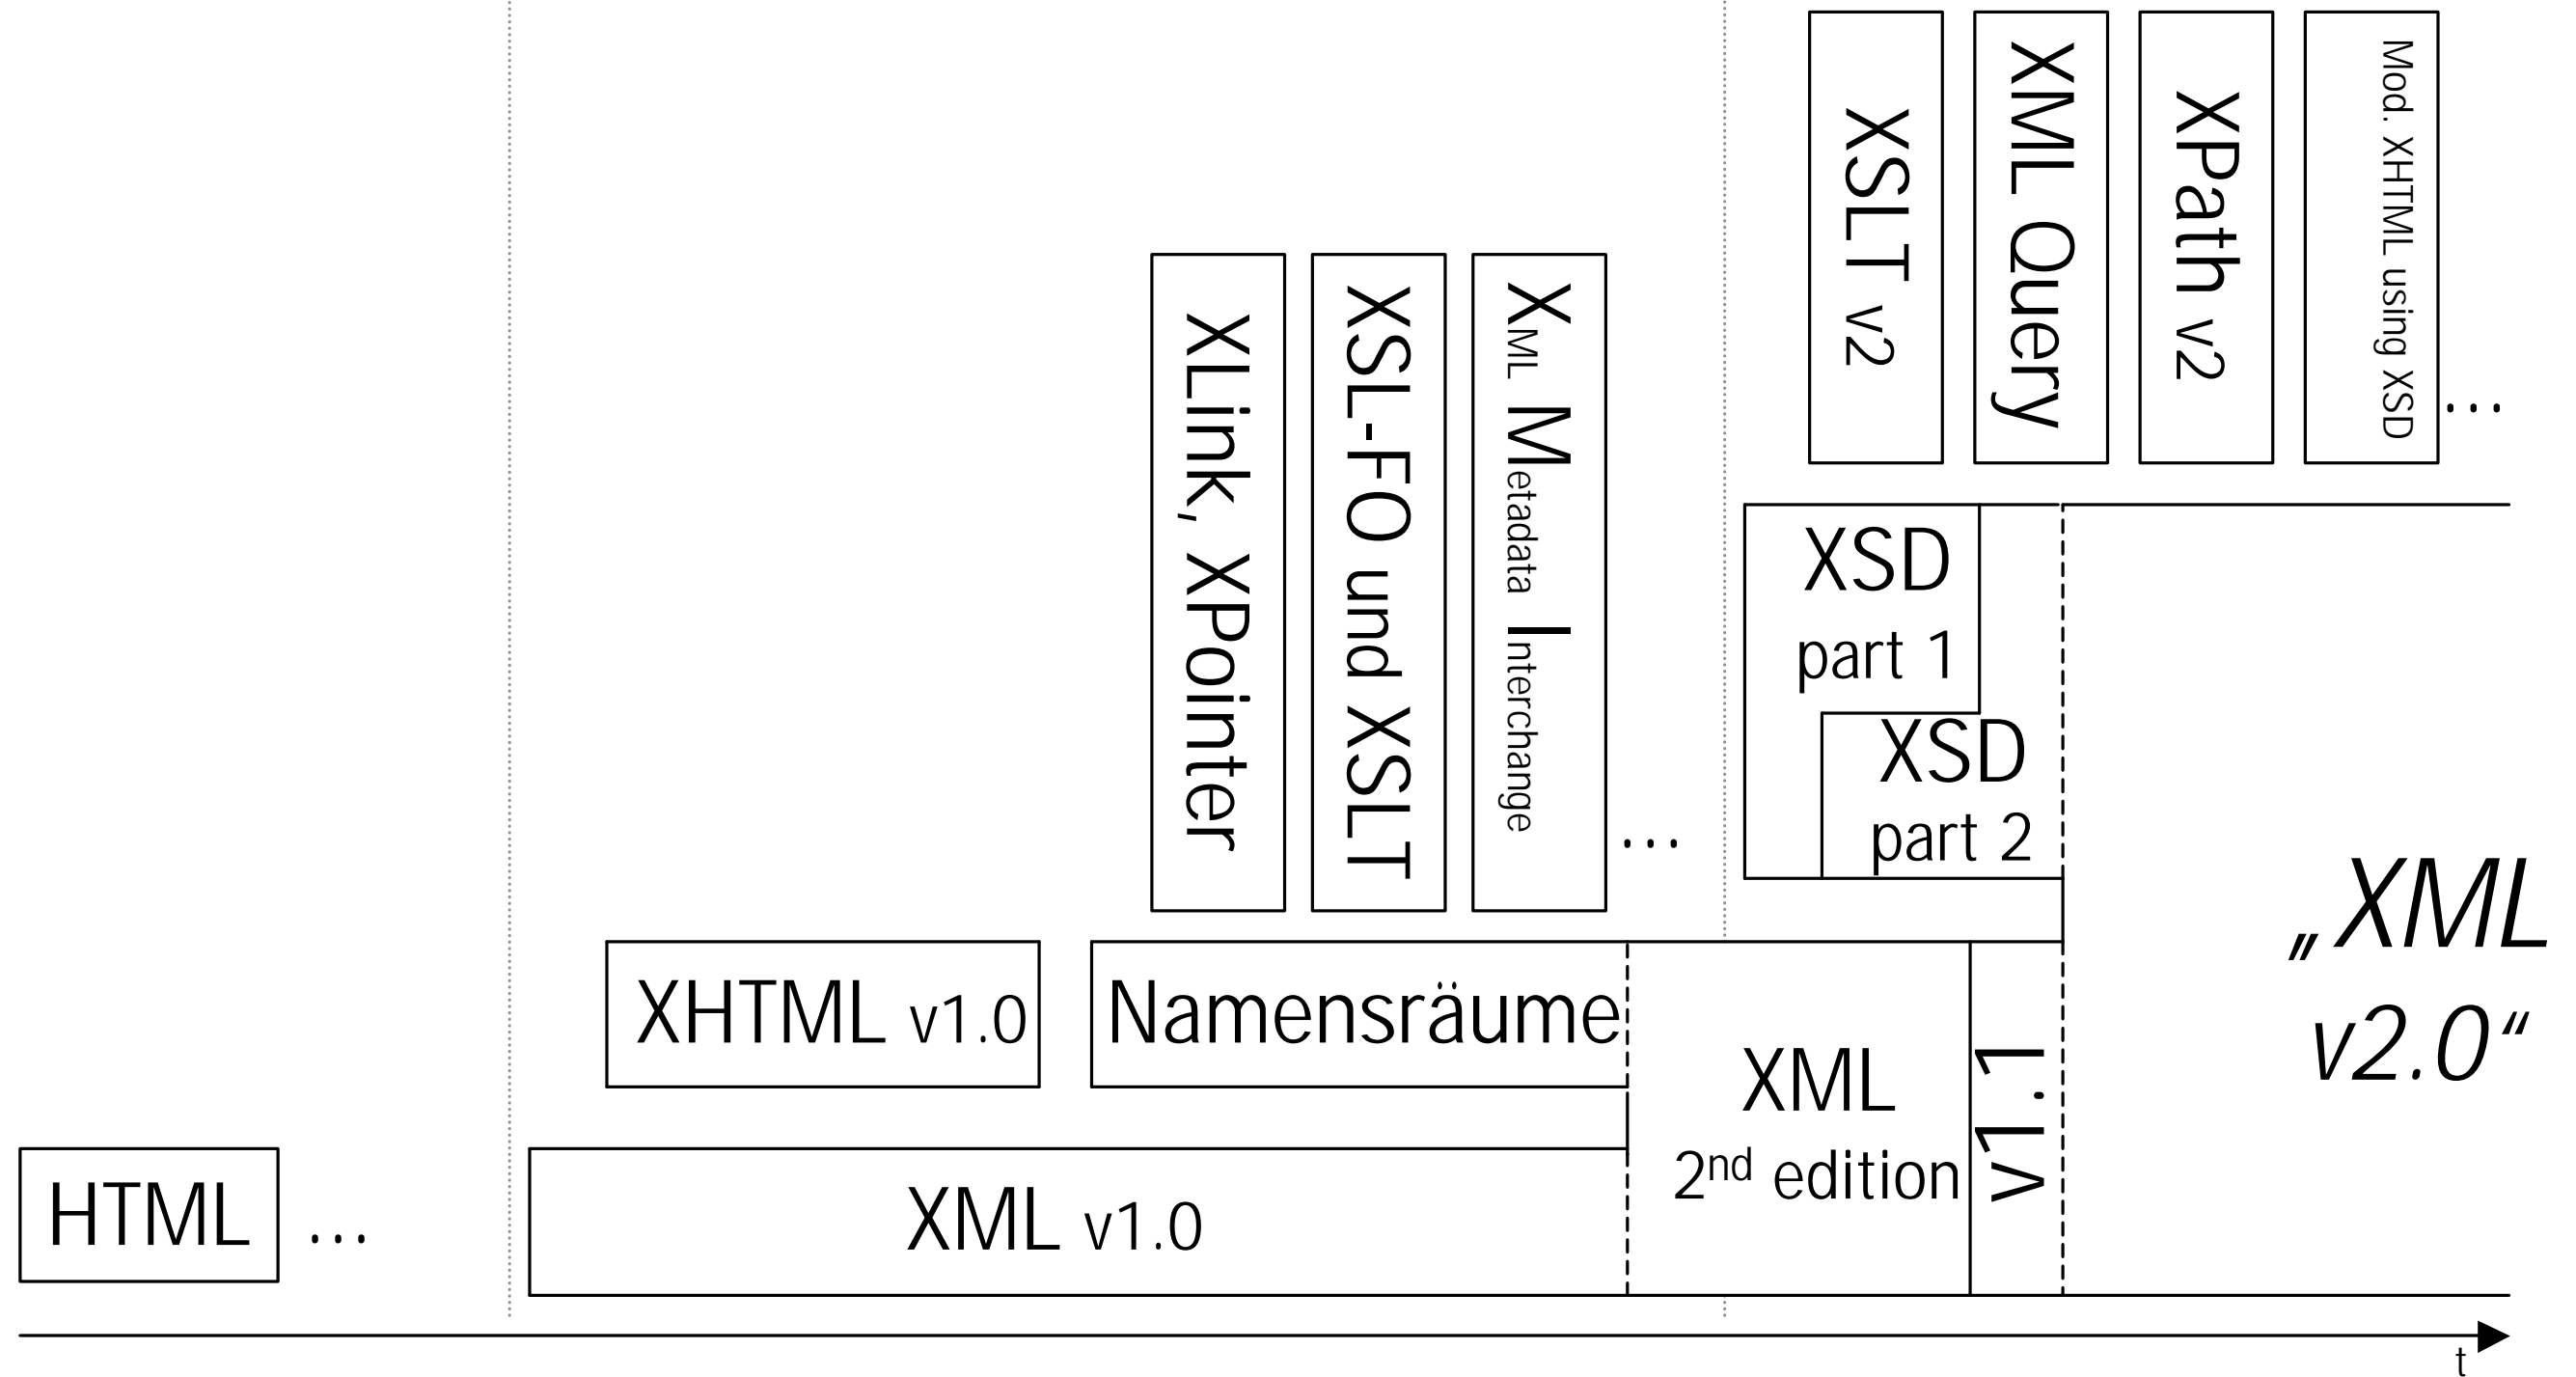 XSLT v2
XML Query
XPath v2
Mod. XHTML using XSD
...
XLink, XPointer
XSL-FO und XSLT
XML Metadata Interchange
...
XSD
part 1
XSD
part 2
„XML
v2.0“
XHTML v1.0
Namensräume
XML
2nd edition
v1.1
HTML ...
XML v1.0
t